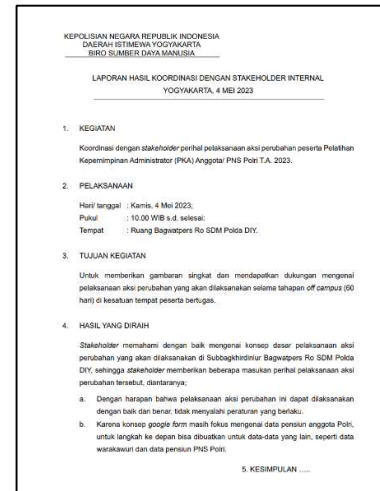 KEPOLISIAN NEGARA REPUBLIK INDONESIA
DAERAH ISTIMEWA YOGYAKARTA
BIRO SUMBER DAYA MANUSIA
LAPORAN HASIL KOORDINASI DENGAN STAKEHOLDER INTERNAL
YOGYAKARTA, 4 MEI 2023
1. KEGIATAN
Koordinasi dengan stakeholder perihal pelaksanaan aksi perubahan peserta Pelatihan
Kepemimpinan Administrator (PKA) Anggota/ PNS Polri T.A. 2023.
2. PELAKSANAAN
Hari/ tanggal : Kamis, 4 Mei 2023;
Pukul : 10.00 WIB s.d. selesai;
Tempat : Ruang Bagwatpers Ro SDM Polda DIY.
3. TUJUAN KEGIATAN
Untuk memberikan gambaran singkat dan mendapatkan dukungan mengenai
pelaksanaan aksi perubahan yang akan dilaksanakan selama tahapan off campus (60
hari) di kesatuan tempat peserta bertugas.
4. HASIL YANG DIRAIH
Stakeholder memahami dengan baik mengenai konsep dasar pelaksanaan aksi
perubahan yang akan dilaksanakan di Subbagkhirdinlur Bagwatpers Ro SDM Polda
DIY, sehingga stakeholder memberikan beberapa masukan perihal pelaksanaan aksi
perubahan tersebut, diantaranya;
a. Dengan harapan bahwa pelaksanaan aksi perubahan ini dapat dilaksanakan
dengan baik dan benar, tidak menyalahi peraturan yang berlaku.
b. Karena konsep google form masih fokus mengenai data pensiun anggota Polri,
untuk langkah ke depan bisa dibuatkan untuk data-data yang lain, seperti data
warakawuri dan data pensiun PNS Polri.
5. KESIMPULAN .....